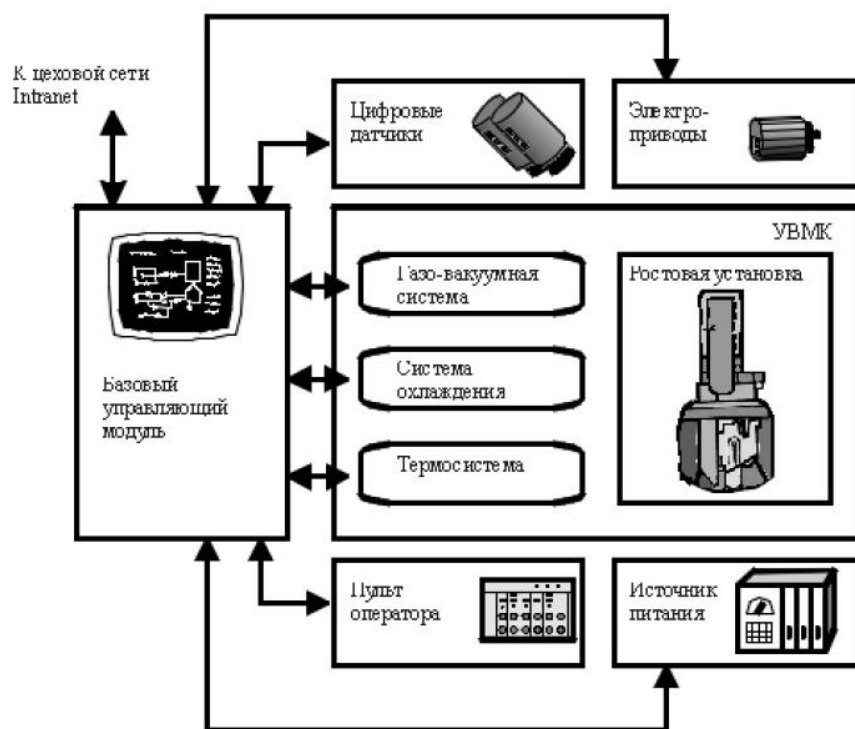 К цеховой сети
Intranet
Цифровые
датчики
Электро-
приводы
УВМК
Газо-вакуумная
система
Ростовая установка
Система
охлаждения
Базовый
управляющий
модуль
Термосистема
Пульт
оператора
Источник
питания